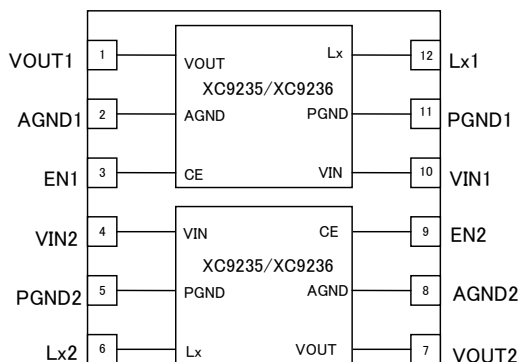 VOUT1 1 VOUT Lx 12 Lx1
XC9235/XC9236
AGND1 2 AGND PGND 11 PGND1
EN1 3 CE VIN 10 VIN1
VIN2 4 VIN CE 9 EN2
XC9235/XC9236
PGND2 5 PGND AGND 8 AGND2
Lx2 6 Lx VOUT 7 VOUT2